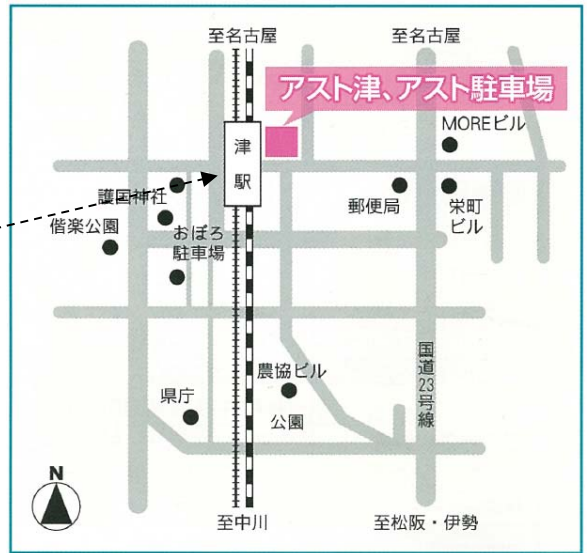 至名古屋
至名古屋
アスト津、アスト駐車場
MOREビル
津
駅
護国神社
郵便局
栄町
ビル
偕楽公園
おぼろ
駐車場
国道23号線
農協ビル
県庁
公園
N
至中川
至松阪・伊勢